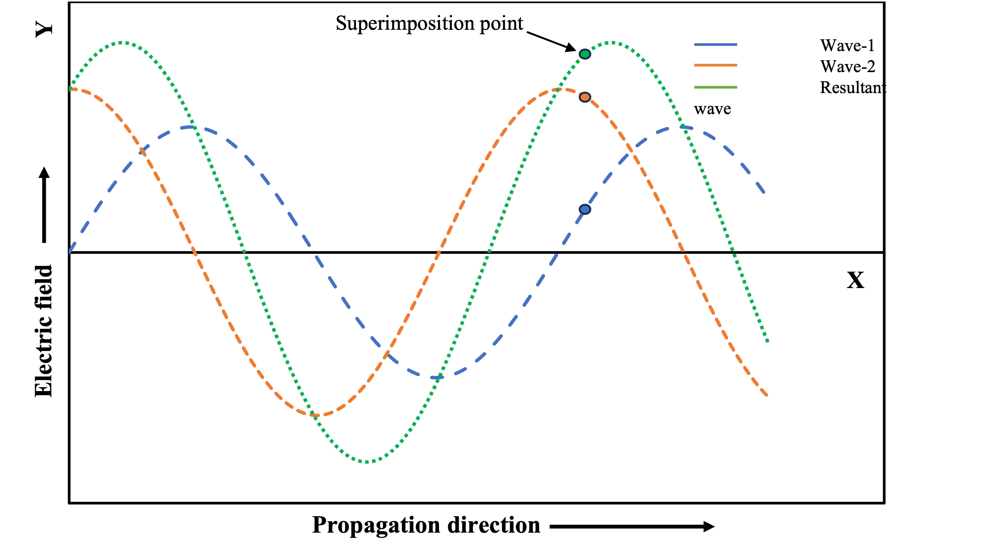 Superimposition point
Y
Wave-1
Wave-2
Resultant
wave
X
Electric field
Propagation direction